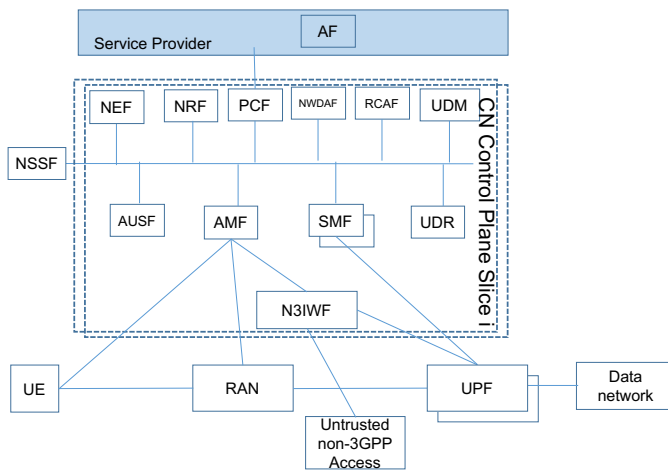 AF
Service Provider
NEF
NRF
PCF
NWDAF
RCAF
UDM
CN Control Plane Slice i
NSSF
AUSF
AMF
SMF
UDR
N3IWF
UE
RAN
UPF
Data
network
Untrusted
non-3GPP
Access